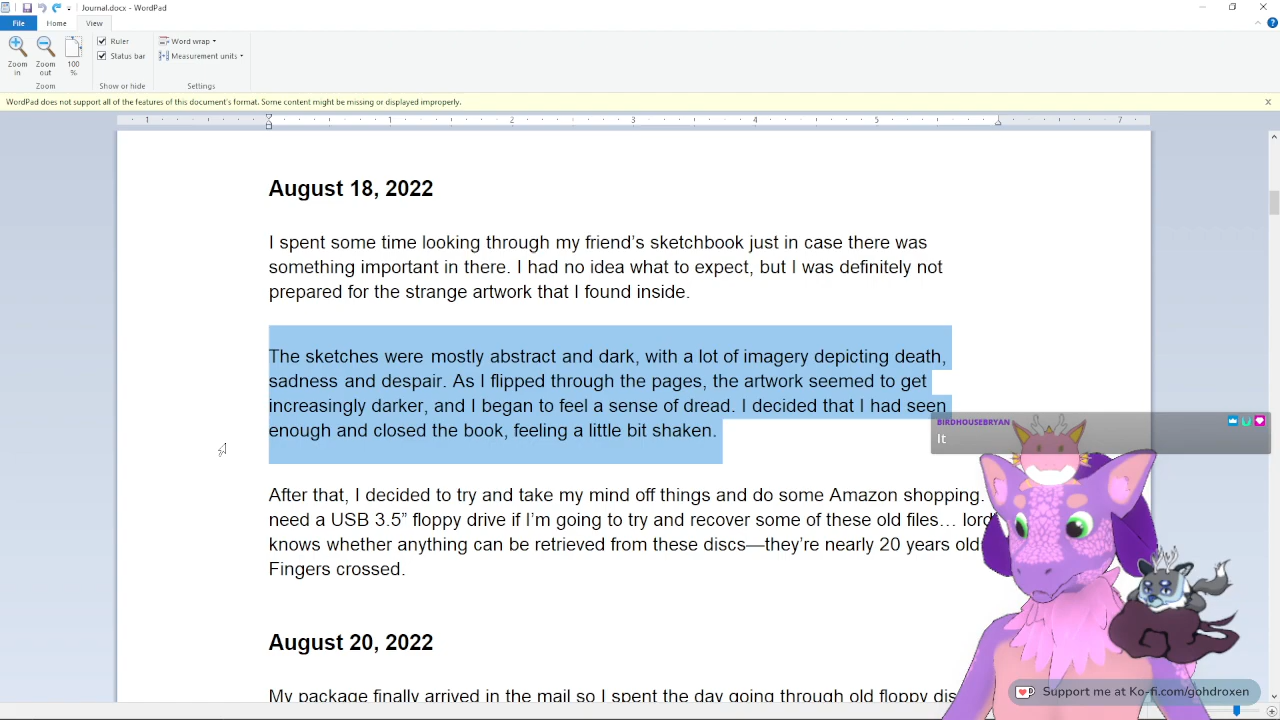 Journal.docx - WordPad
File Home View
Zoom in Zoom out 100 %
Ruler
Status bar
Word wrap
Measurement units
Zoom Show or hide Settings
WordPad does not support all of the features of this document's format. Some content might be missing or displayed improperly.
1 1 2 3 4 5 7
August 18, 2022
I spent some time looking through my friend’s sketchbook just in case there was
something important in there. I had no idea what to expect, but I was definitely not
prepared for the strange artwork that I found inside.
The sketches were mostly abstract and dark, with a lot of imagery depicting death,
sadness and despair. As I flipped through the pages, the artwork seemed to get
increasingly darker, and I began to feel a sense of dread. I decided that I had seen
enough and closed the book, feeling a little bit shaken.
BIRDHOUSEBRYAN
It
After that, I decided to try and take my mind off things and do some Amazon shopping.
need a USB 3.5” floppy drive if I’m going to try and recover some of these old files… lord
knows whether anything can be retrieved from these discs—they’re nearly 20 years old
Fingers crossed.
August 20, 2022
My package finally arrived in the mail so I spent the day going through old floppy
Support me at Ko-fi.com/gohdroxen